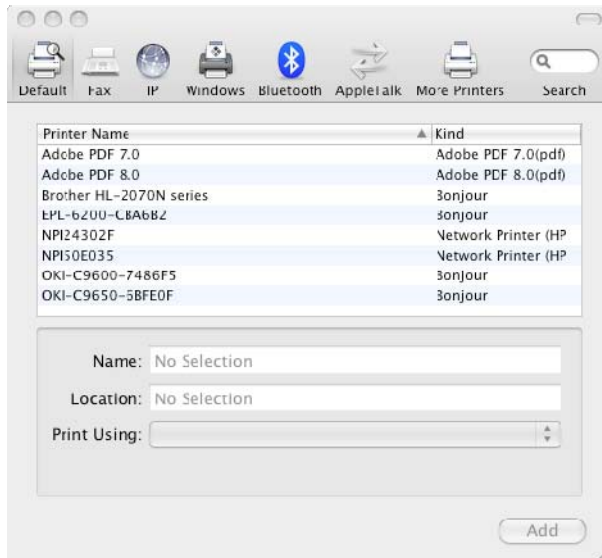 Default Fax IP Windows Bluetooth AppleTalk More Printers Search
Printer Name Kind
Adobe PDF 7.0 Adobe PDF 7.0(pdf)
Adobe PDF 8.0 Adobe PDF 8.0(pdf)
Brother HL-2070N series Bonjour
EPL-6200-CBA6B2 Bonjour
NPI24302F Network Printer (HP
NPI50E035 Network Printer (HP
OKI-C9600-7486F5 Bonjour
OKI-C9650-5BFE0F Bonjour
Name: No Selection
Location: No Selection
Print Using:
Add